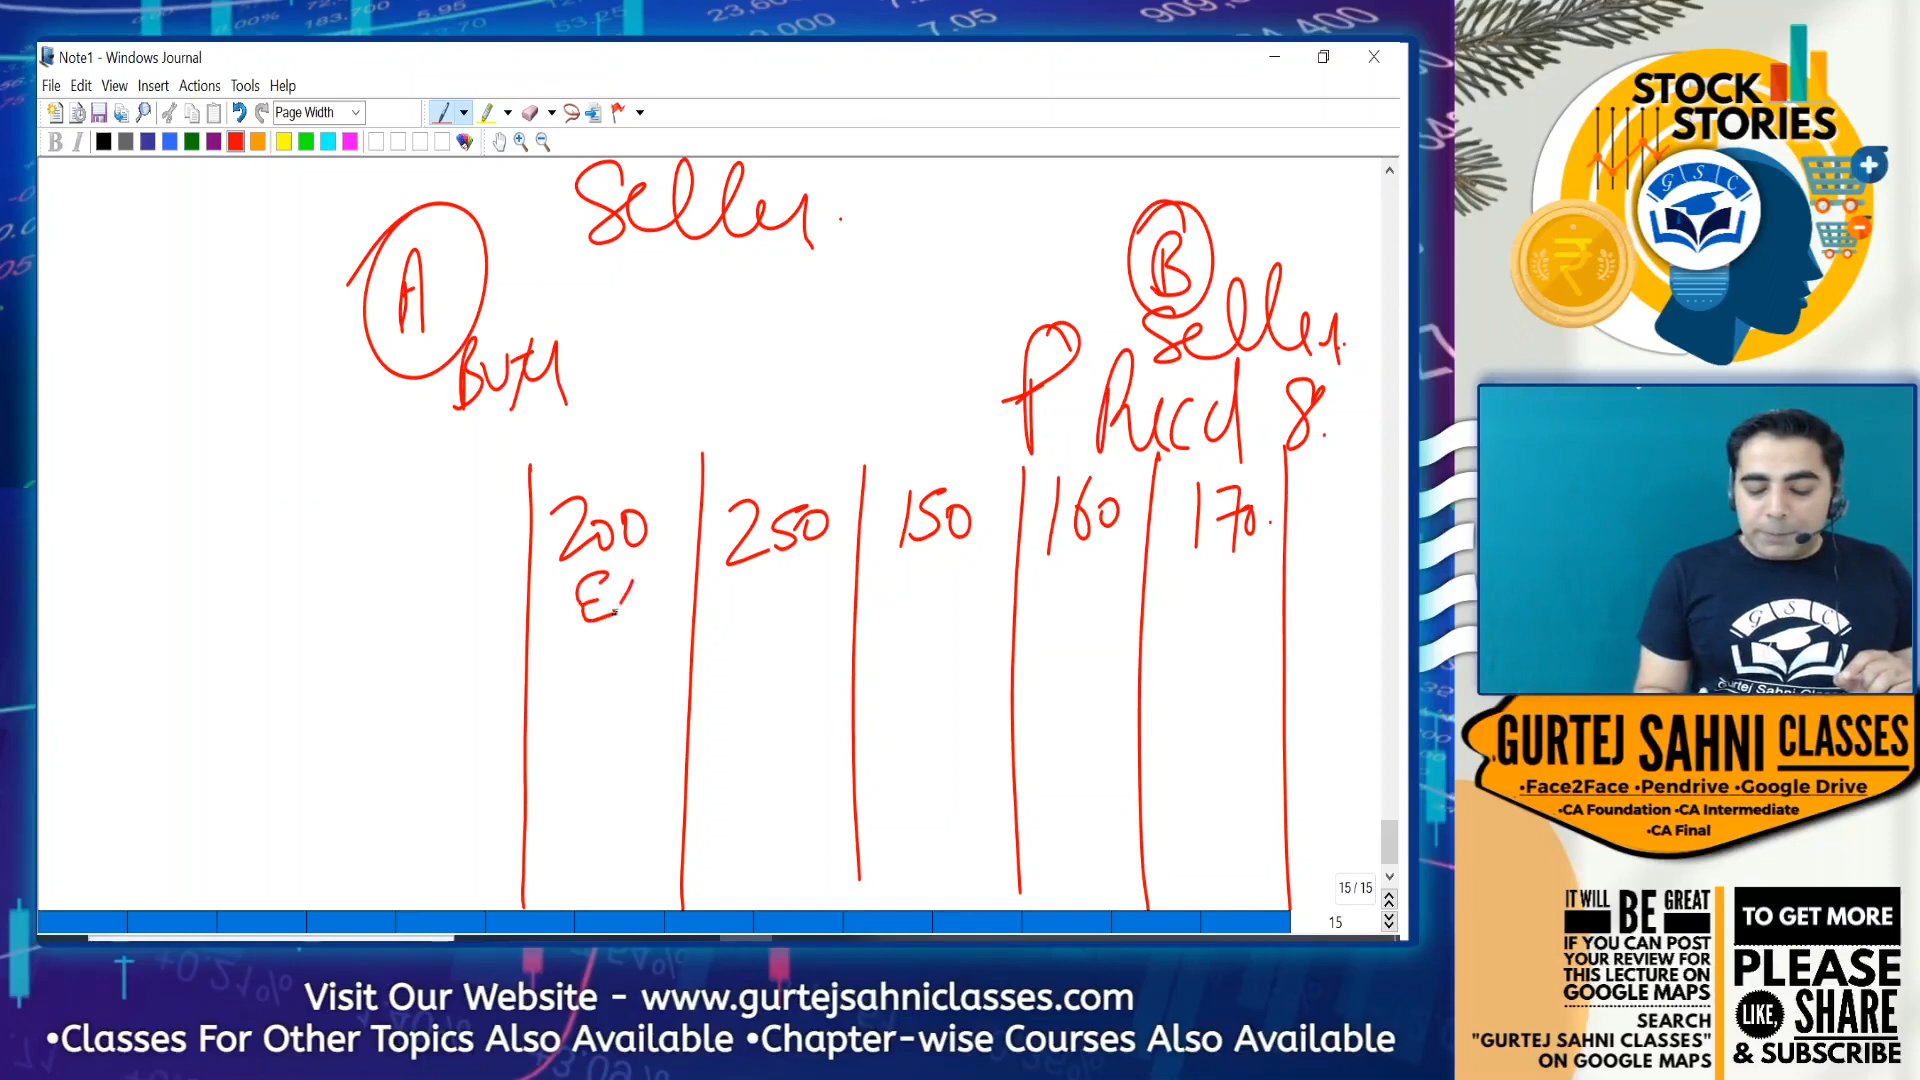 Note1 - Windows Journal
File Edit View Insert Actions Tools Help
Page Width
B I
Seller.
A
B
Seller.
P Recd 8.
200 250 150 160 170.
15 / 15
15
STOCK
STORIES
G S C
₹
G S C
GURTEJ SAHNI CLASSES
•Face2Face •Pendrive •Google Drive
•CA Foundation •CA Intermediate
•CA Final
IT WILL BE GREAT
IF YOU CAN POST
YOUR REVIEW FOR
THIS LECTURE ON
GOOGLE MAPS
SEARCH
"GURTEJ SAHNI CLASSES"
ON GOOGLE MAPS
TO GET MORE
PLEASE
LIKE, SHARE
& SUBSCRIBE
Visit Our Website - www.gurtejsahniclasses.com
•Classes For Other Topics Also Available •Chapter-wise Courses Also Available